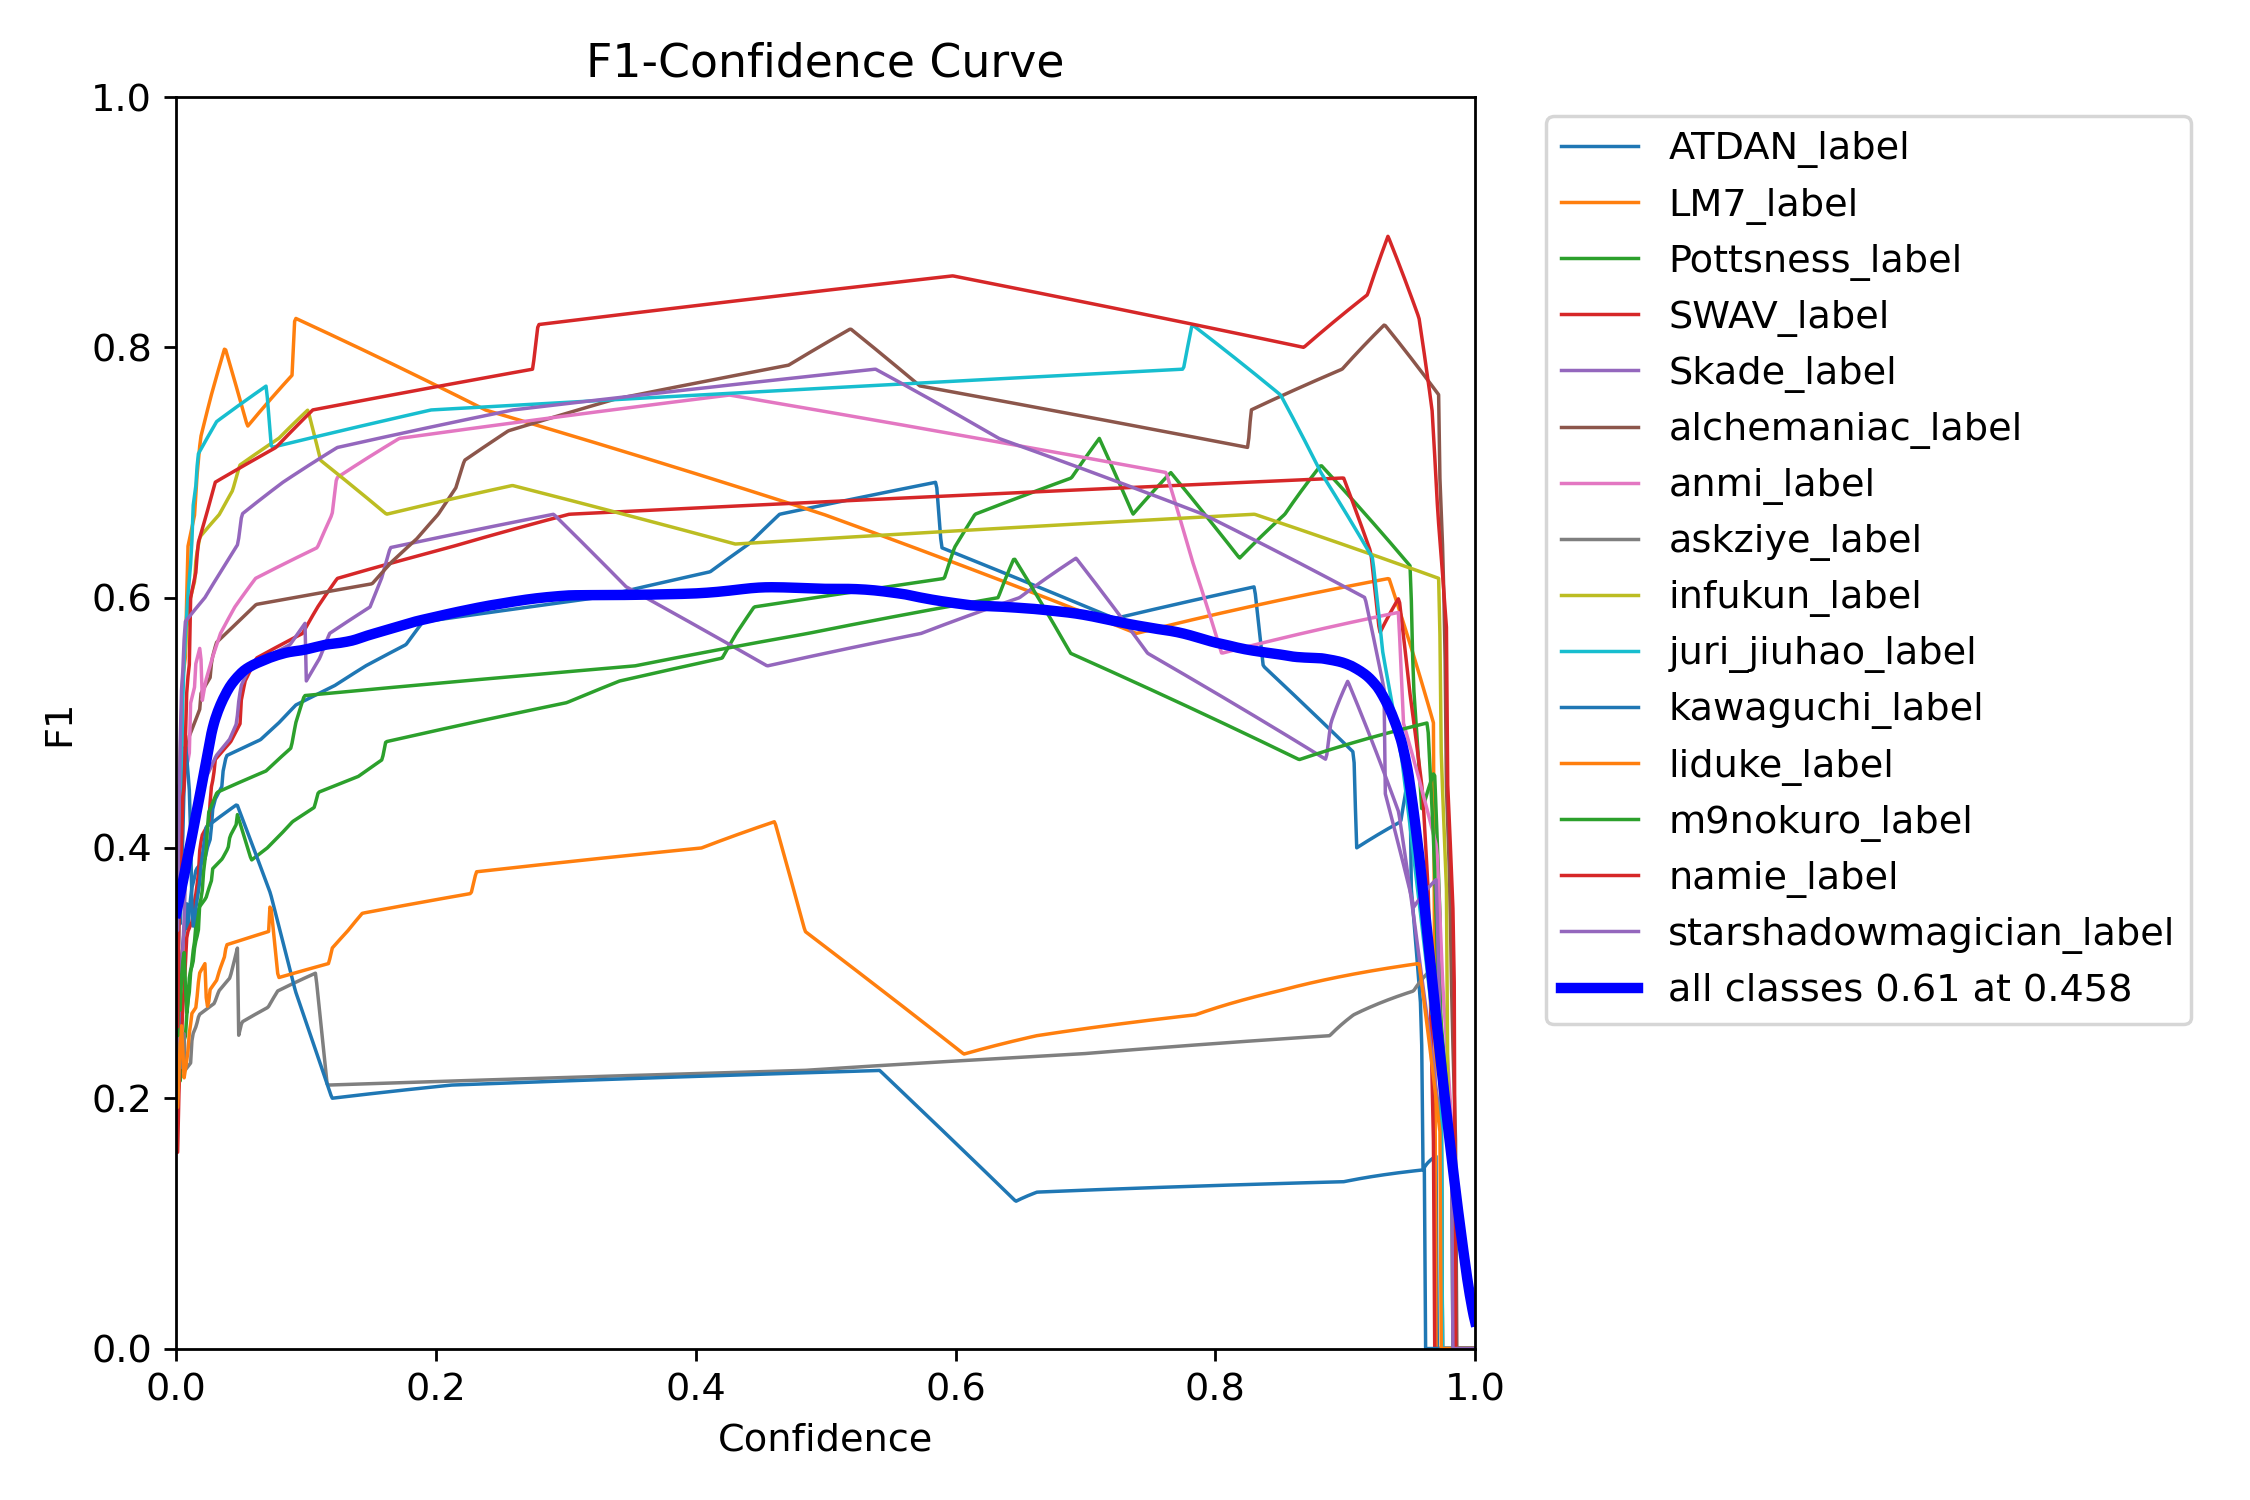 F1-Confidence Curve
1.0
0.8
0.6
0.4
0.2
0.0
F1
0.0 0.2 0.4 0.6 0.8 1.0
Confidence
ATDAN_label
LM7_label
Pottsness_label
SWAV_label
Skade_label
alchemaniac_label
anmi_label
askziye_label
infukun_label
juri_jiuhao_label
kawaguchi_label
liduke_label
m9nokuro_label
namie_label
starshadowmagician_label
all classes 0.61 at 0.458